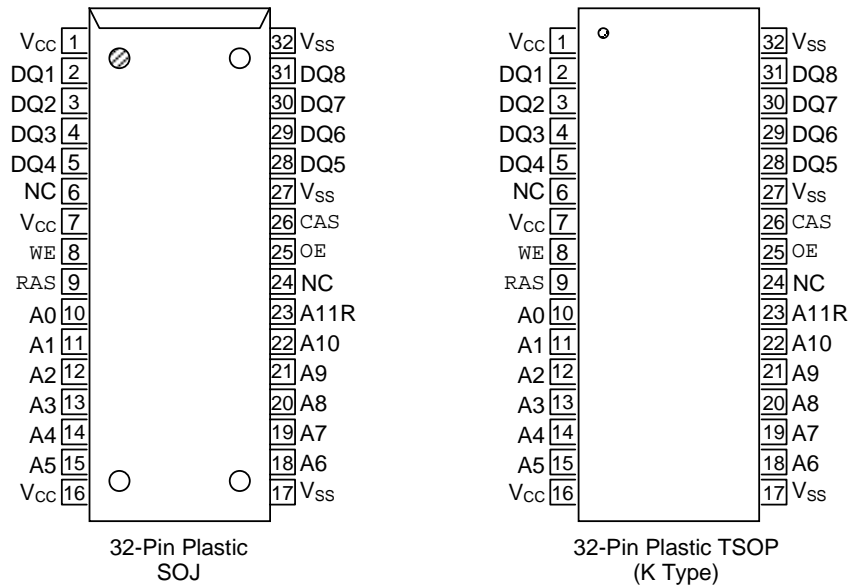 VCC 1 32 VSS
DQ1 2 31 DQ8
DQ2 3 30 DQ7
DQ3 4 29 DQ6
DQ4 5 28 DQ5
NC 6 27 VSS
VCC 7 26 CAS
WE 8 25 OE
RAS 9 24 NC
A0 10 23 A11R
A1 11 22 A10
A2 12 21 A9
A3 13 20 A8
A4 14 19 A7
A5 15 18 A6
VCC 16 17 VSS
32-Pin Plastic
SOJ
VCC 1 32 VSS
DQ1 2 31 DQ8
DQ2 3 30 DQ7
DQ3 4 29 DQ6
DQ4 5 28 DQ5
NC 6 27 VSS
VCC 7 26 CAS
WE 8 25 OE
RAS 9 24 NC
A0 10 23 A11R
A1 11 22 A10
A2 12 21 A9
A3 13 20 A8
A4 14 19 A7
A5 15 18 A6
VCC 16 17 VSS
32-Pin Plastic TSOP
(K Type)